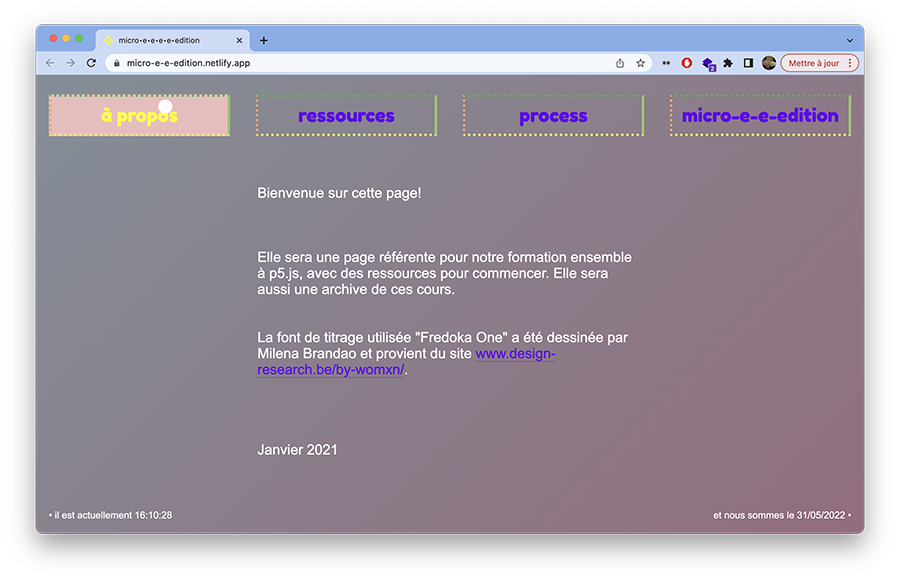 micro-e-e-e-e-edition
micro-e-e-edition.netlify.app
2
Mettre à jour
à propos
ressources
process
micro-e-e-edition
Bienvenue sur cette page!
Elle sera une page référente pour notre formation ensemble
à p5.js, avec des ressources pour commencer. Elle sera
aussi une archive de ces cours.
La font de titrage utilisée "Fredoka One" a été dessinée par
Milena Brandao et provient du site www.design-
research.be/by-womxn/.
Janvier 2021
• il est actuellement 16:10:28
et nous sommes le 31/05/2022 •